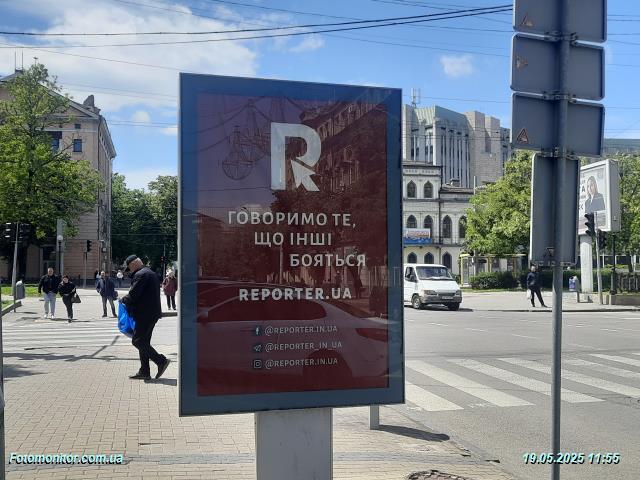 R
ГОВОРИМО ТЕ,
ЩО ІНШІ
БОЯТЬСЯ
REPORTER.UA
@REPORTER.IN.UA
@REPORTER_IN_UA
@REPORTER.IN.UA
Fotomonitor.com.ua
19.05.2025 11:55